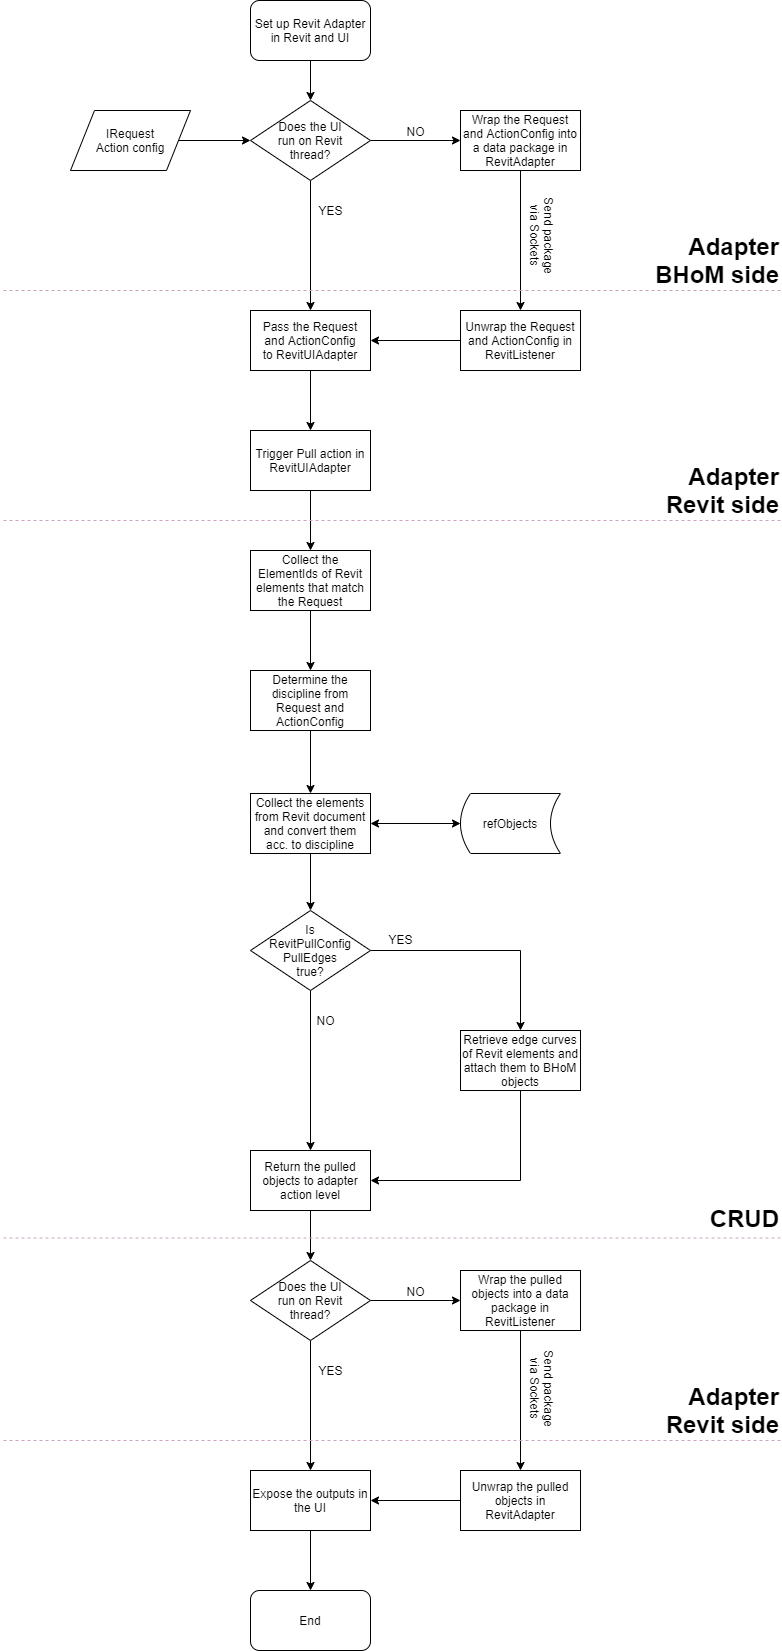 Set up Revit Adapter
in Revit and UI
IRequest
Action config
Does the UI
run on Revit
thread?
NO
Wrap the Request
and ActionConfig into
a data package in
RevitAdapter
YES
Send package
via Sockets
Adapter
BHoM side
Pass the Request
and ActionConfig
to RevitUIAdapter
Unwrap the Request
and ActionConfig in
RevitListener
Trigger Pull action in
RevitUIAdapter
Adapter
Revit side
Collect the
ElementIds of Revit
elements that match
the Request
Determine the
discipline from
Request and
ActionConfig
Collect the elements
from Revit document
and convert them
acc. to discipline
refObjects
Is
RevitPullConfig
PullEdges
true?
YES
NO
Retrieve edge curves
of Revit elements and
attach them to BHoM
objects
Return the pulled
objects to adapter
action level
CRUD
Does the UI
run on Revit
thread?
NO
Wrap the pulled
objects into a data
package in
RevitListener
YES
Send package
via Sockets
Adapter
Revit side
Expose the outputs in
the UI
Unwrap the pulled
objects in
RevitAdapter
End